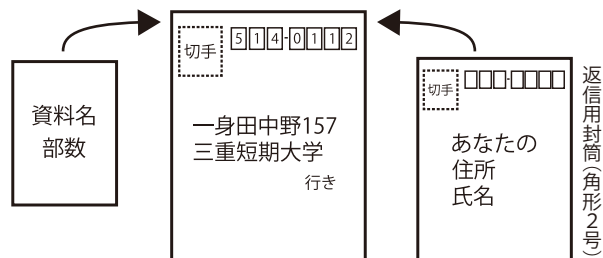 資料名
部数
切手
514-0112
一身田中野157
三重短期大学
行き
切手
あなたの
住所
氏名
返信用封筒(角形2号)